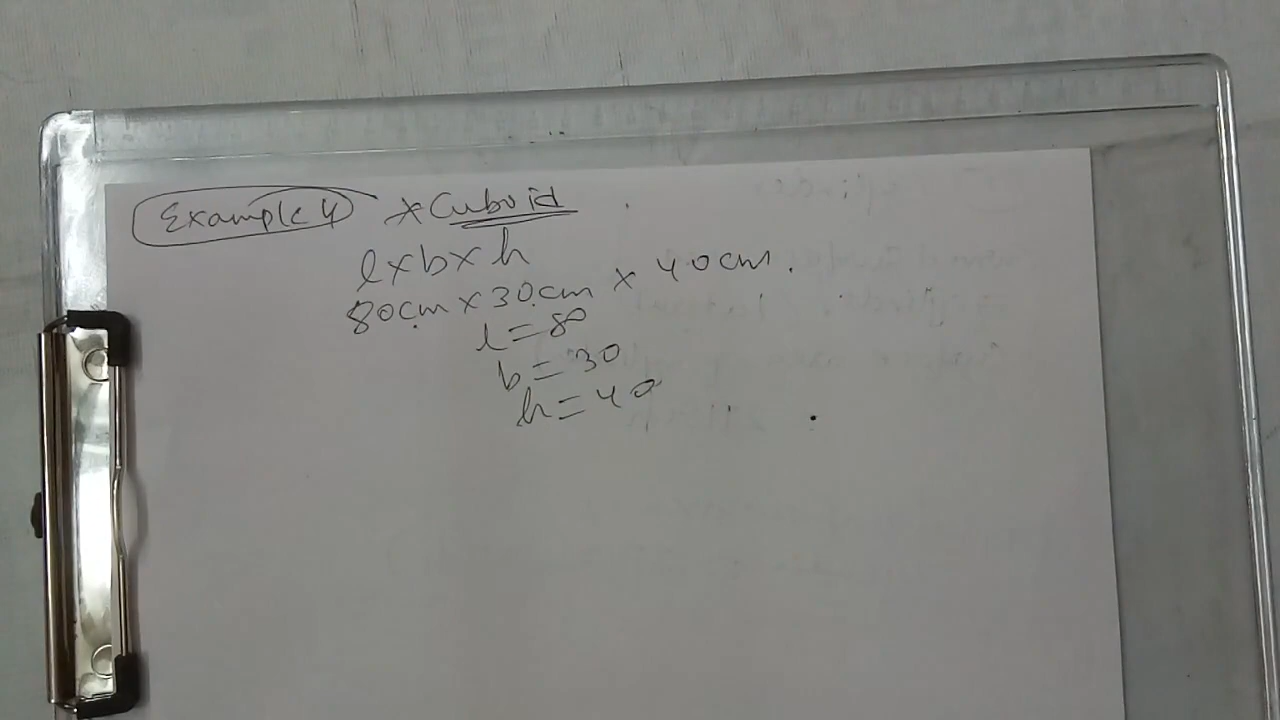 Example 4 * Cuboid
l×b×h
80cm × 30cm × 40cm.
l = 80
b = 30
h = 40